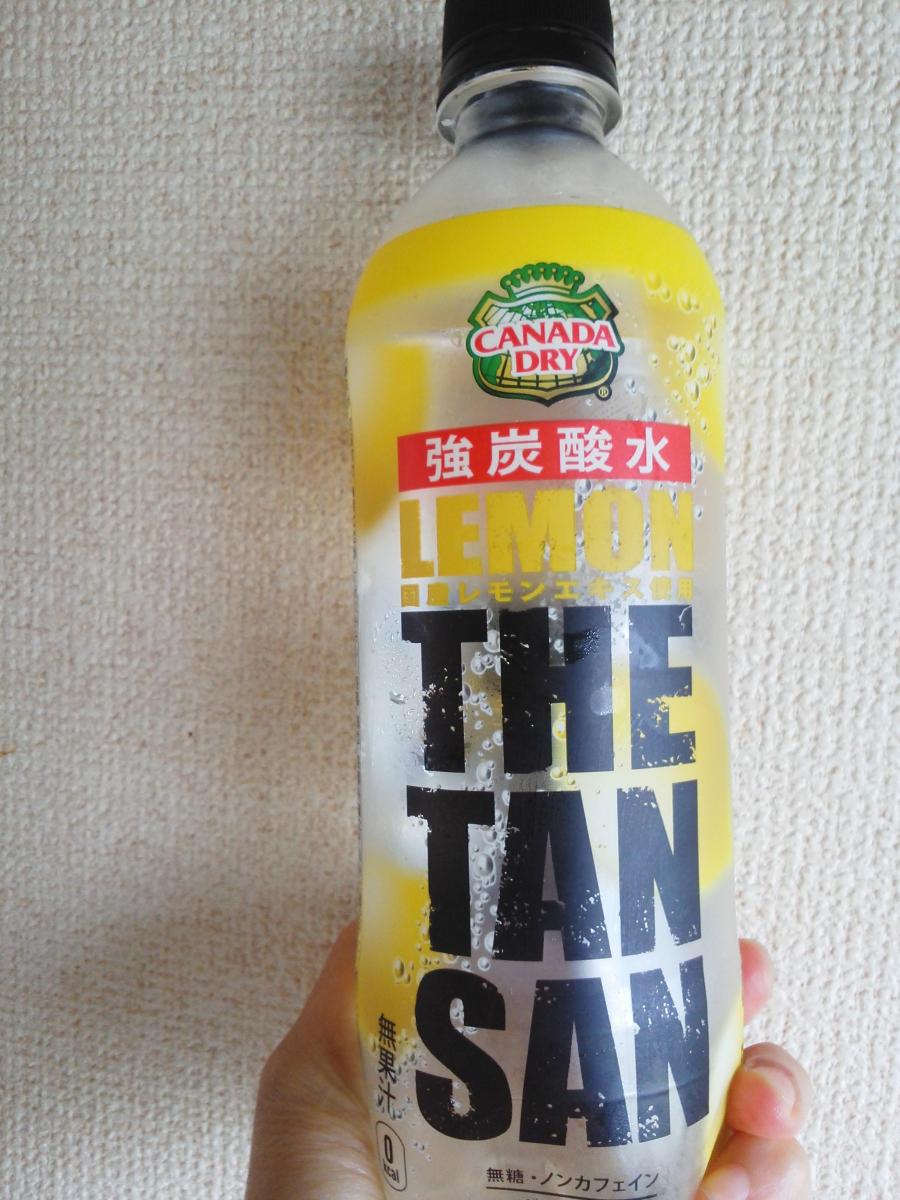 CANADA
DRY
®
強炭酸水
LEMON
国産レモンエキス使用
THE
TAN
SAN
無果汁
0
kcal
無糖・ノンカフェイン